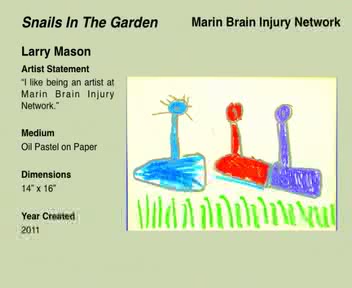 Snails In The Garden
Marin Brain Injury Network
Larry Mason
Artist Statement
“I like being an artist at
Marin Brain Injury
Network.”
Medium
Oil Pastel on Paper
Dimensions
14” x 16”
Year Created
2011